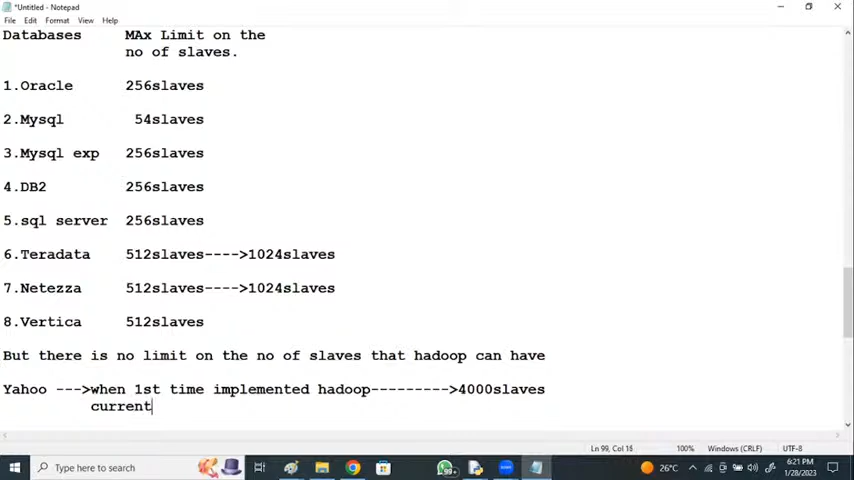 *Untitled - Notepad
File Edit Format View Help
Databases MAx Limit on the
no of slaves.
1.Oracle 256slaves
2.Mysql 54slaves
3.Mysql exp 256slaves
4.DB2 256slaves
5.sql server 256slaves
6.Teradata 512slaves---->1024slaves
7.Netezza 512slaves---->1024slaves
8.Vertica 512slaves
But there is no limit on the no of slaves that hadoop can have
Yahoo --->when 1st time implemented hadoop--------->4000slaves
current
Ln 99, Col 18 100% Windows (CRLF) UTF-8
Type here to search
99+
26°C
6:21 PM
1/28/2023